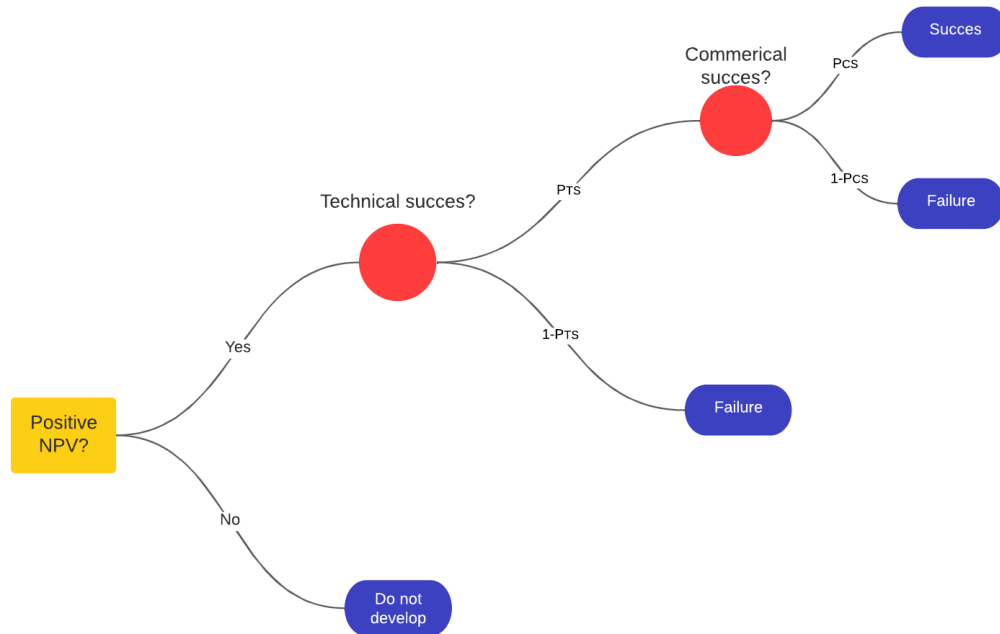 Succes
Commerical
succes?
PCS
1-PCS
Failure
PTS
Technical succes?
1-PTS
Yes
Failure
Positive
NPV?
No
Do not
develop